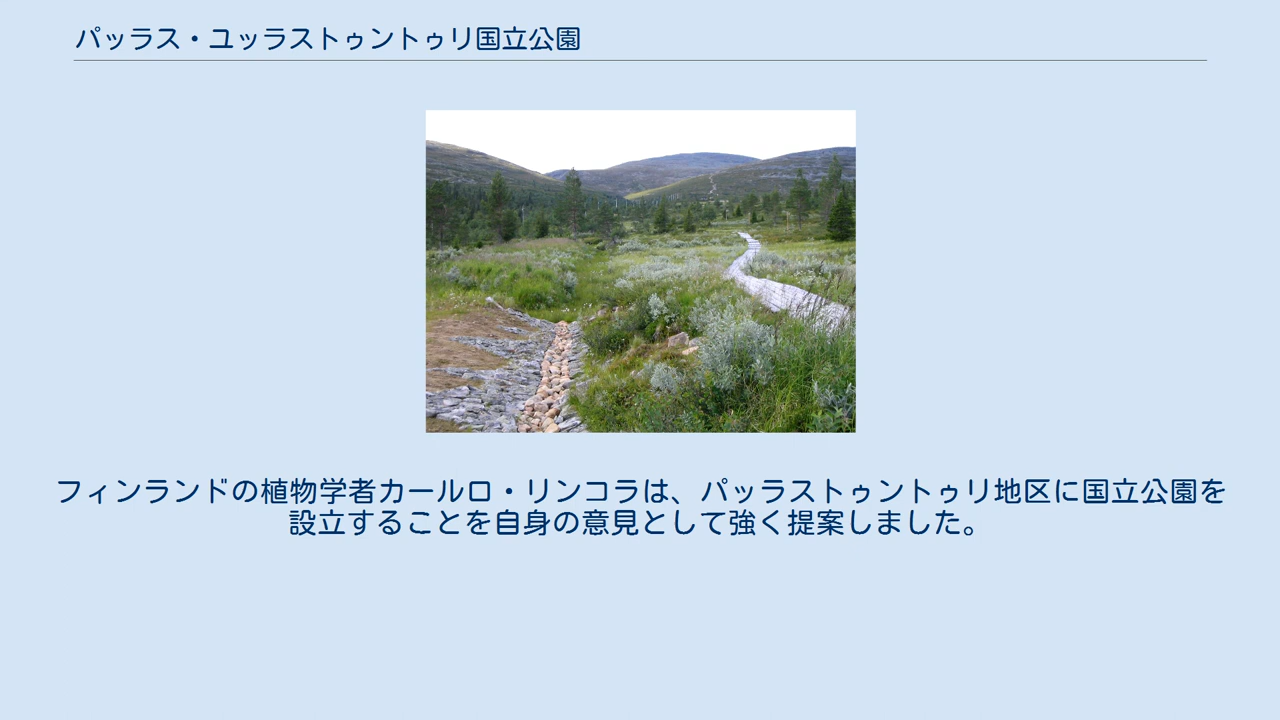 パッラス・ユッラストゥントゥリ国立公園
フィンランドの植物学者カールロ・リンコラは、パッラストゥントゥリ地区に国立公園を
設立することを自身の意見として強く提案しました。